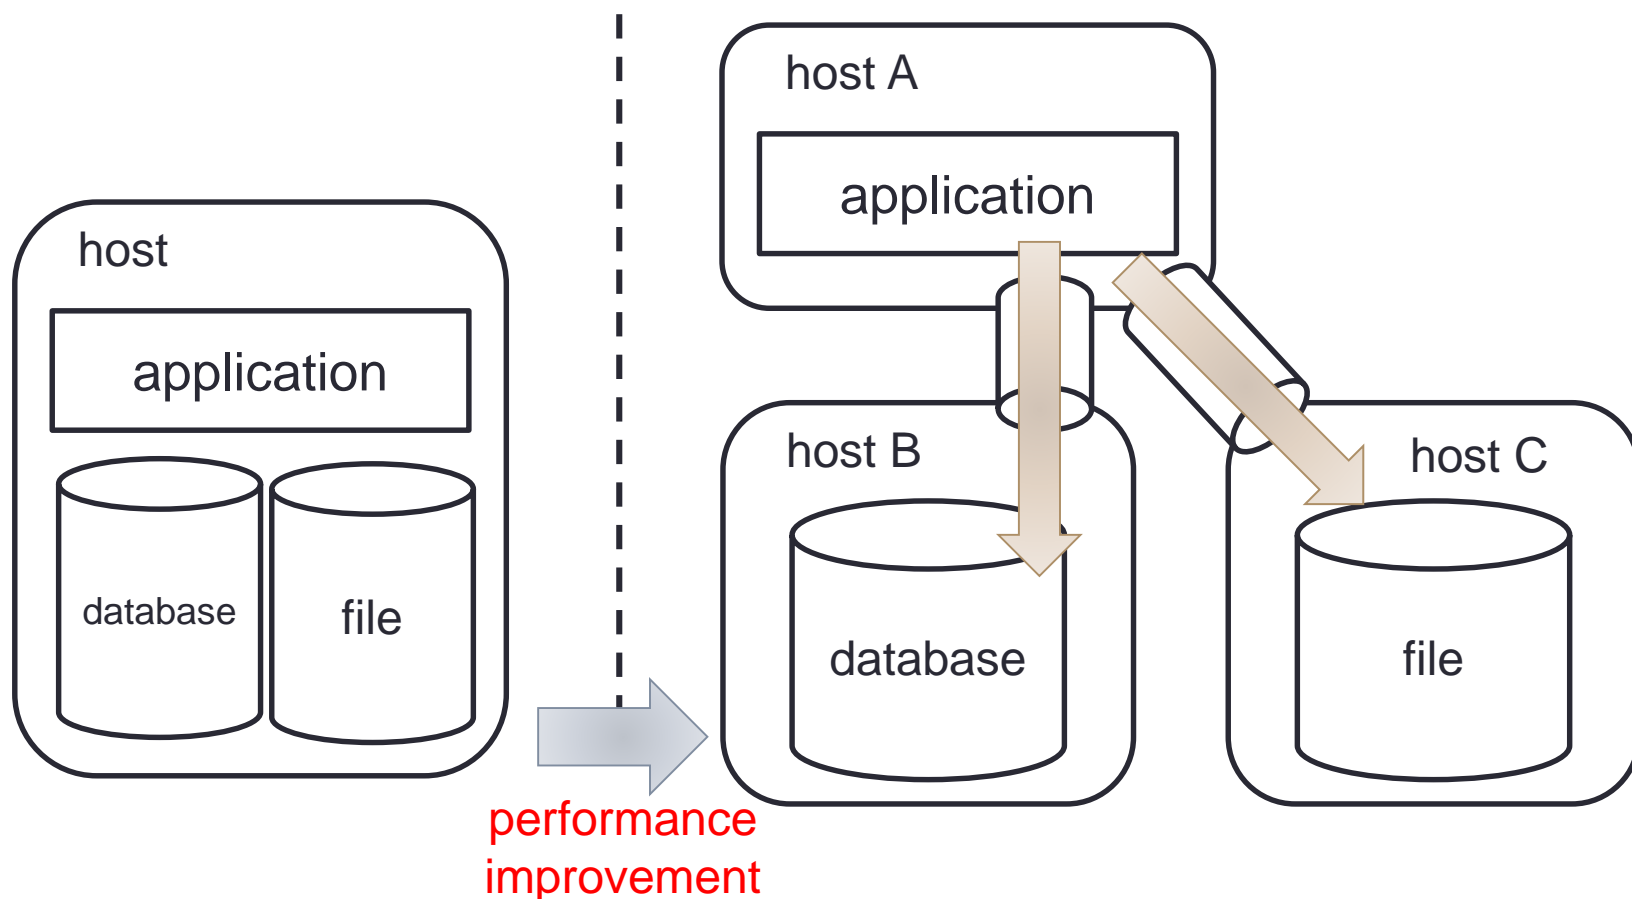 host
application
database
file
performance
improvement
host A
application
host B
database
host C
file